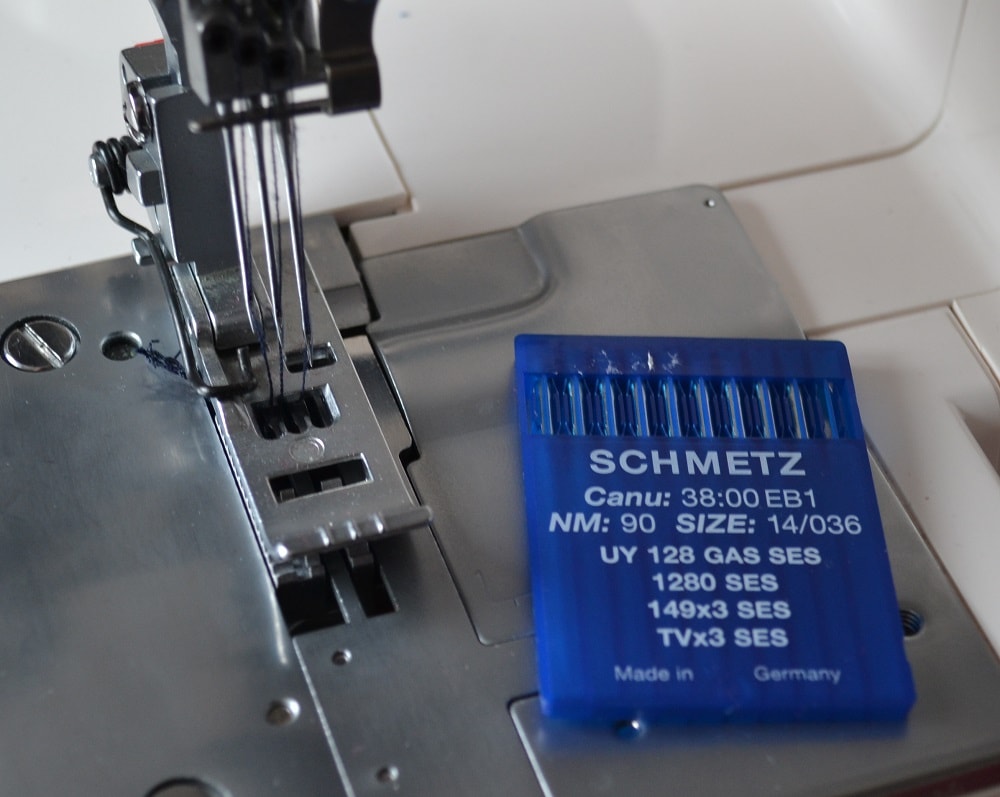 SCHMETZ
Canu: 38:00 EB1
NM: 90 SIZE: 14/036
UY 128 GAS SES
1280 SES
149x3 SES
TVx3 SES
Made in Germany